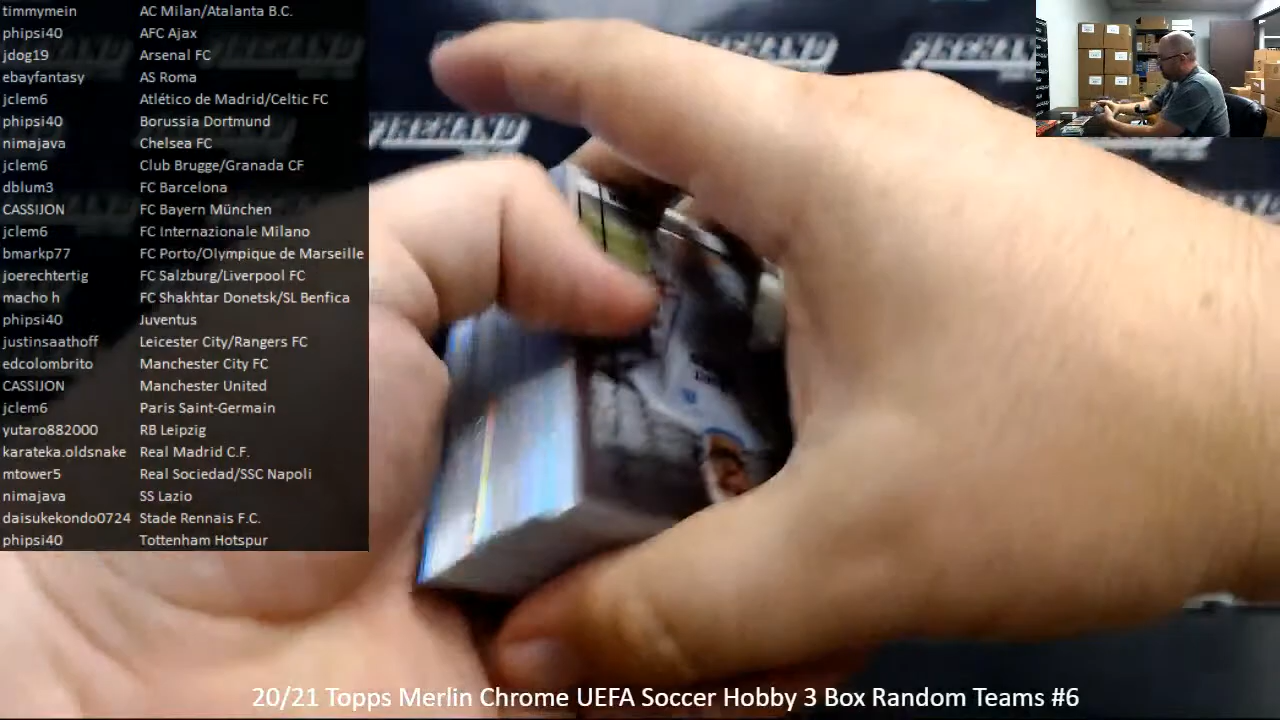 timmymein AC Milan/Atalanta B.C.
phipsi40 AFC Ajax
jdog19 Arsenal FC
ebayfantasy AS Roma
jclem6 Atlético de Madrid/Celtic FC
phipsi40 Borussia Dortmund
nimajava Chelsea FC
jclem6 Club Brugge/Granada CF
dblum3 FC Barcelona
CASSIJON FC Bayern München
jclem6 FC Internazionale Milano
bmarkp77 FC Porto/Olympique de Marseille
joerechtertig FC Salzburg/Liverpool FC
macho h FC Shakhtar Donetsk/SL Benfica
phipsi40 Juventus
justinsaathoff Leicester City/Rangers FC
edcolombrito Manchester City FC
CASSIJON Manchester United
jclem6 Paris Saint-Germain
yutaro882000 RB Leipzig
karateka.oldsnake Real Madrid C.F.
mtower5 Real Sociedad/SSC Napoli
nimajava SS Lazio
daisukekondo0724 Stade Rennais F.C.
phipsi40 Tottenham Hotspur
FIREHAND
20/21 Topps Merlin Chrome UEFA Soccer Hobby 3 Box Random Teams #6